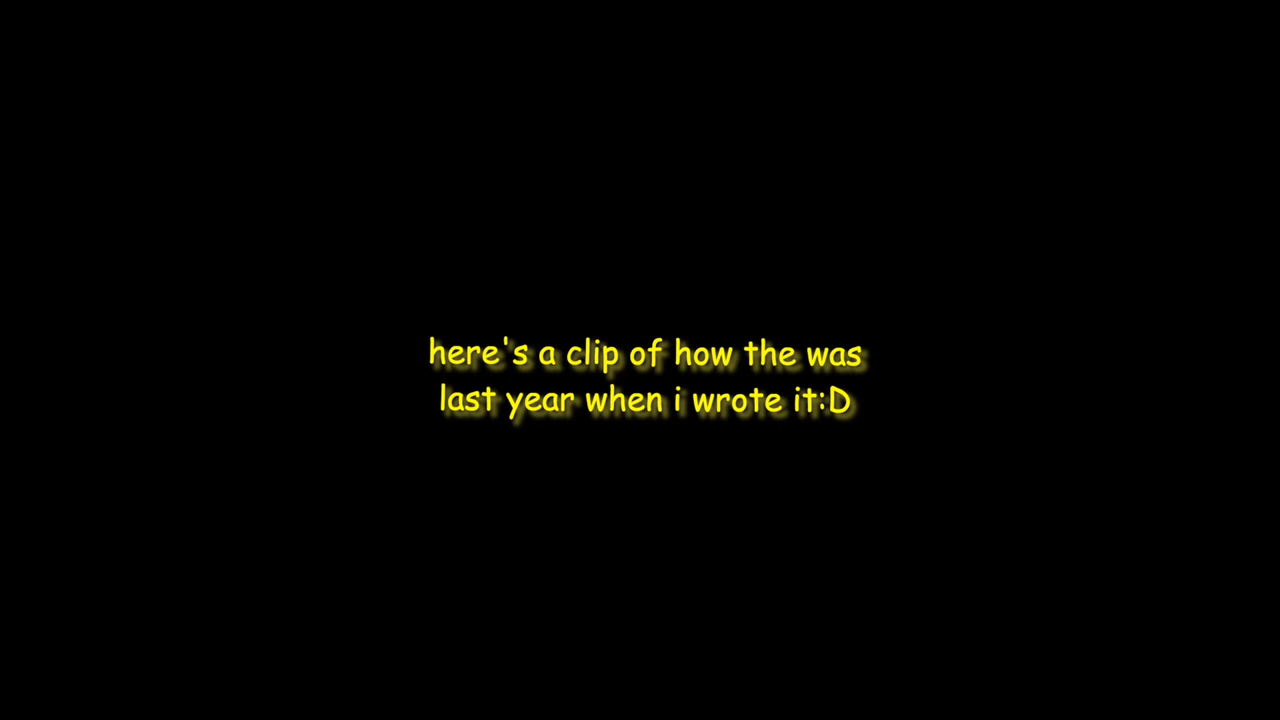 here's a clip of how the was
last year when i wrote it:D